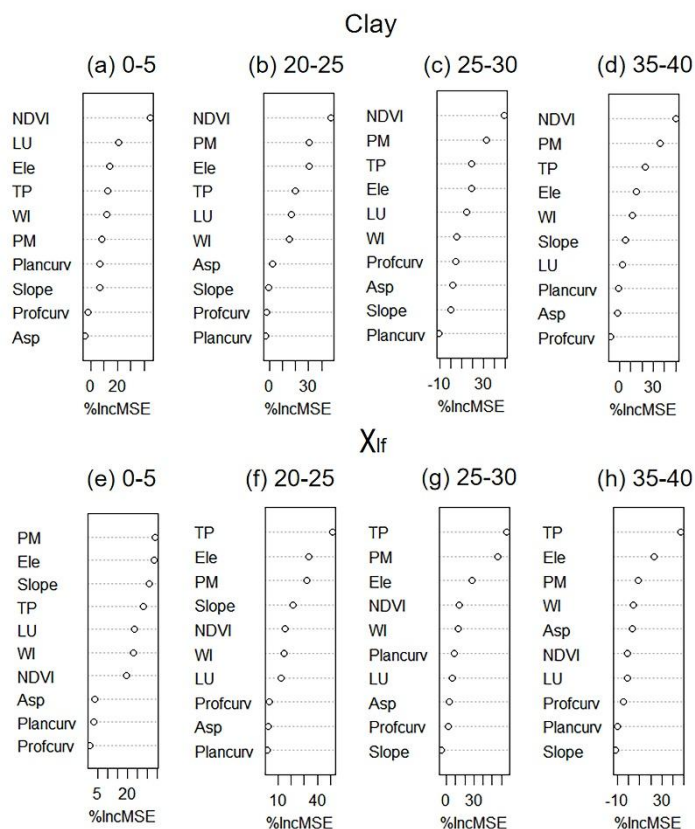 Clay
(a) 0-5
NDVI
LU
Ele
TP
WI
PM
Plancurv
Slope
Profcurv
Asp
0 20
%IncMSE
(b) 20-25
NDVI
PM
Ele
TP
LU
WI
Asp
Slope
Profcurv
Plancurv
0 30
%IncMSE
(c) 25-30
NDVI
PM
TP
Ele
LU
WI
Profcurv
Asp
Slope
Plancurv
-10 30
%IncMSE
(d) 35-40
NDVI
PM
TP
Ele
WI
Slope
LU
Plancurv
Asp
Profcurv
0 30
%IncMSE
Χlf
(e) 0-5
PM
Ele
Slope
TP
LU
WI
NDVI
Asp
Plancurv
Profcurv
5 20
%IncMSE
(f) 20-25
TP
Ele
PM
Slope
NDVI
WI
LU
Profcurv
Asp
Plancurv
10 40
%IncMSE
(g) 25-30
TP
PM
Ele
NDVI
WI
Plancurv
LU
Asp
Profcurv
Slope
0 30
%IncMSE
(h) 35-40
TP
Ele
PM
WI
Asp
NDVI
LU
Profcurv
Plancurv
Slope
-10 30
%IncMSE